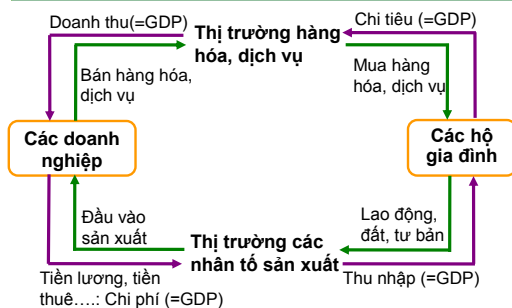 Doanh thu(=GDP)
Thị trường hàng
hóa, dịch vụ
Chi tiêu (=GDP)
Bán hàng hóa,
dịch vụ
Mua hàng
hóa, dịch vụ
Các doanh
nghiệp
Các hộ
gia đình
Đầu vào
sản xuất
Thị trường các
nhân tố sản xuất
Lao động,
đất, tư bản
Tiền lương, tiền
thuê….: Chi phí (=GDP)
Thu nhập (=GDP)